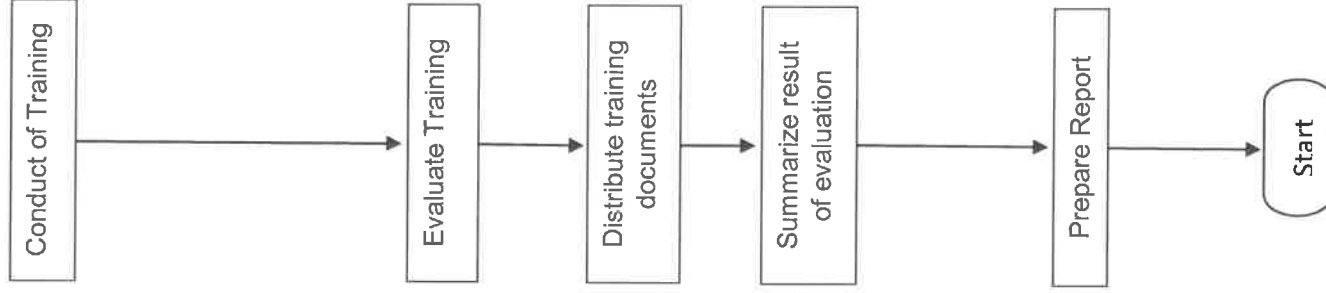 Conduct of Training
Evaluate Training
Distribute training
documents
Summarize result
of evaluation
Prepare Report
Start